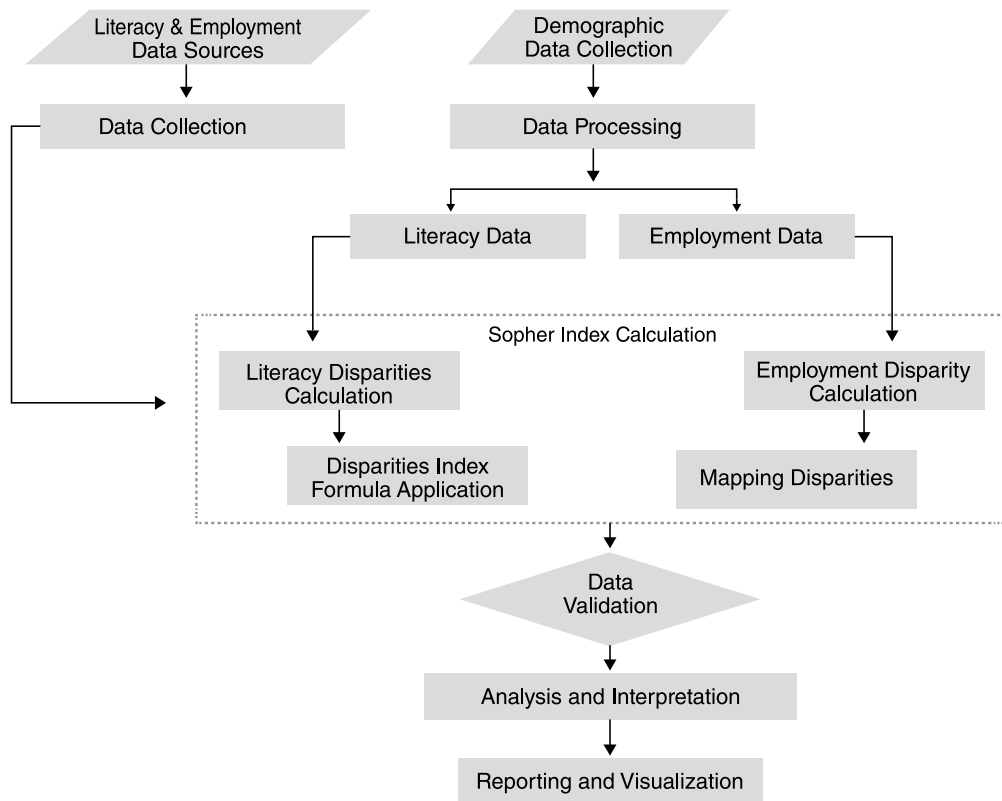 Literacy & Employment
Data Sources
Demographic
Data Collection
Data Collection
Data Processing
Literacy Data
Employment Data
Sopher Index Calculation
Literacy Disparities
Calculation
Employment Disparity
Calculation
Disparities Index
Formula Application
Mapping Disparities
Data
Validation
Analysis and Interpretation
Reporting and Visualization